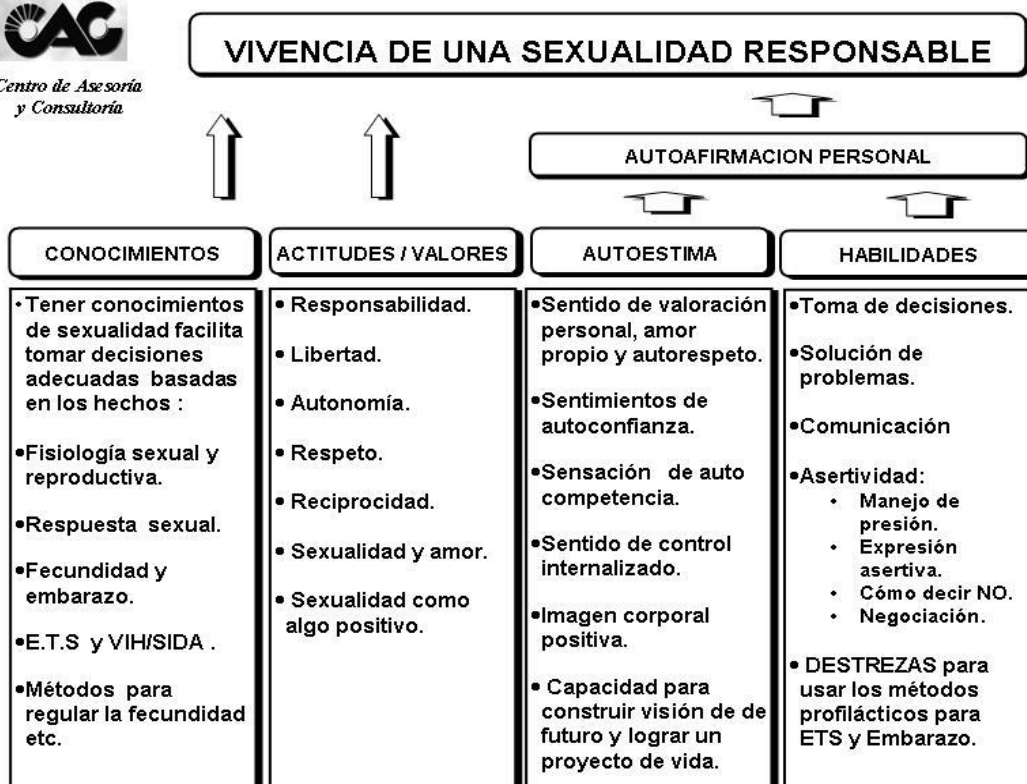 CAC
Centro de Asesoría
y Consultoría
VIVENCIA DE UNA SEXUALIDAD RESPONSABLE
AUTOAFIRMACION PERSONAL
CONOCIMIENTOS
• Tener conocimientos
de sexualidad facilita
tomar decisiones
adecuadas basadas
en los hechos :
•Fisiología sexual y
reproductiva.
•Respuesta sexual.
•Fecundidad y
embarazo.
•E.T.S y VIH/SIDA .
•Métodos para
regular la fecundidad
etc.
ACTITUDES / VALORES
• Responsabilidad.
• Libertad.
• Autonomía.
• Respeto.
• Reciprocidad.
• Sexualidad y amor.
• Sexualidad como
algo positivo.
AUTOESTIMA
•Sentido de valoración
personal, amor
propio y autorespeto.
•Sentimientos de
autoconfianza.
•Sensación de auto
competencia.
•Sentido de control
internalizado.
•Imagen corporal
positiva.
• Capacidad para
construir visión de de
futuro y lograr un
proyecto de vida.
HABILIDADES
•Toma de decisiones.
•Solución de
problemas.
•Comunicación
•Asertividad:
• Manejo de
presión.
• Expresión
asertiva.
• Cómo decir NO.
• Negociación.
• DESTREZAS para
usar los métodos
profilácticos para
ETS y Embarazo.